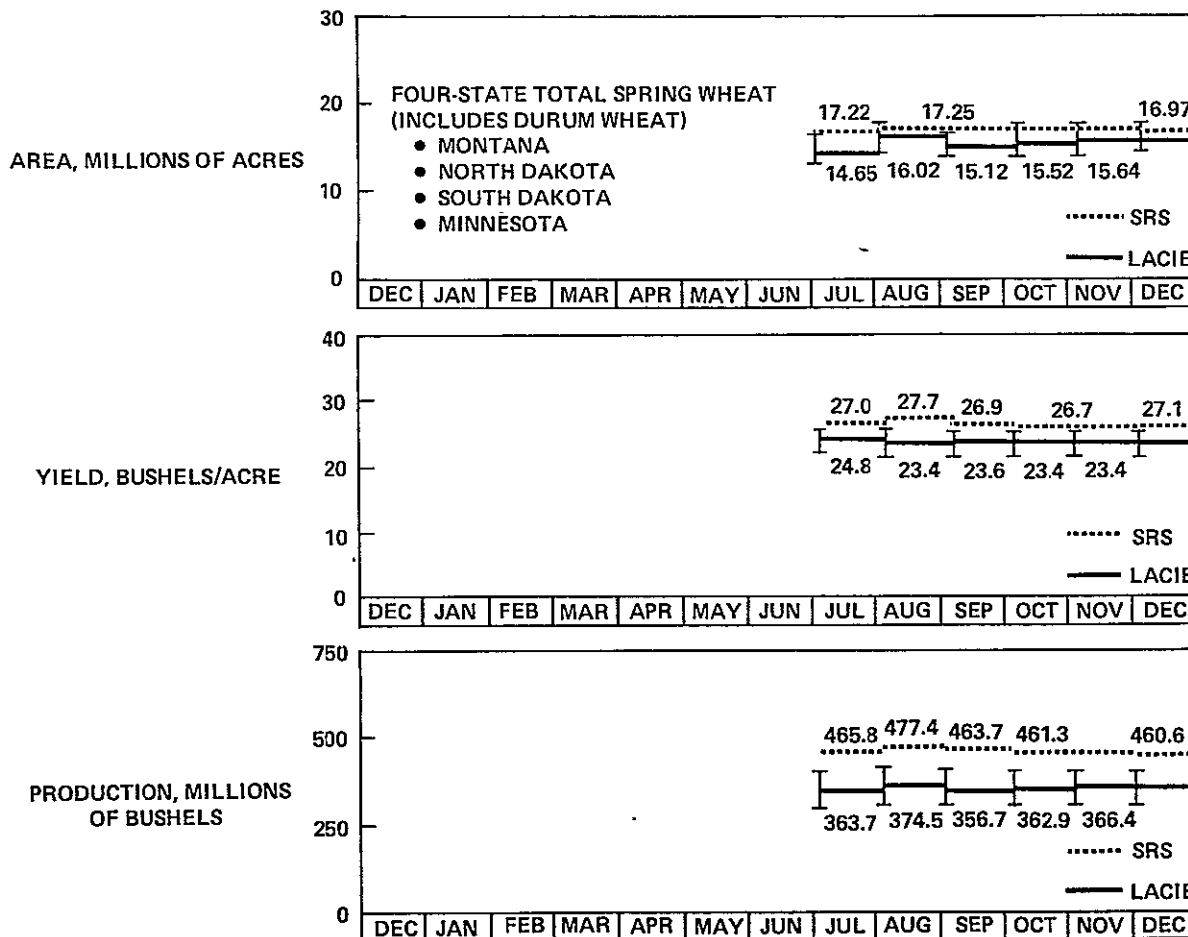 30
20
10
0
AREA, MILLIONS OF ACRES
FOUR-STATE TOTAL SPRING WHEAT
(INCLUDES DURUM WHEAT)
● MONTANA
● NORTH DAKOTA
● SOUTH DAKOTA
● MINNESOTA
17.22 17.25 16.97
14.65 16.02 15.12 15.52 15.64
SRS
LACIE
DEC JAN FEB MAR APR MAY JUN JUL AUG SEP OCT NOV DEC
40
30
20
10
0
YIELD, BUSHELS/ACRE
27.0 27.7 26.9 26.7 27.1
24.8 23.4 23.6 23.4 23.4
SRS
LACIE
DEC JAN FEB MAR APR MAY JUN JUL AUG SEP OCT NOV DEC
750
500
250
0
PRODUCTION, MILLIONS
OF BUSHELS
465.8 477.4 463.7 461.3 460.6
363.7 374.5 356.7 362.9 366.4
SRS
LACIE
DEC JAN FEB MAR APR MAY JUN JUL AUG SEP OCT NOV DEC